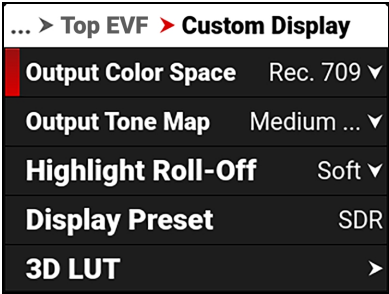 ... > Top EVF > Custom Display
Output Color Space Rec. 709
Output Tone Map Medium ...
Highlight Roll-Off Soft
Display Preset SDR
3D LUT >